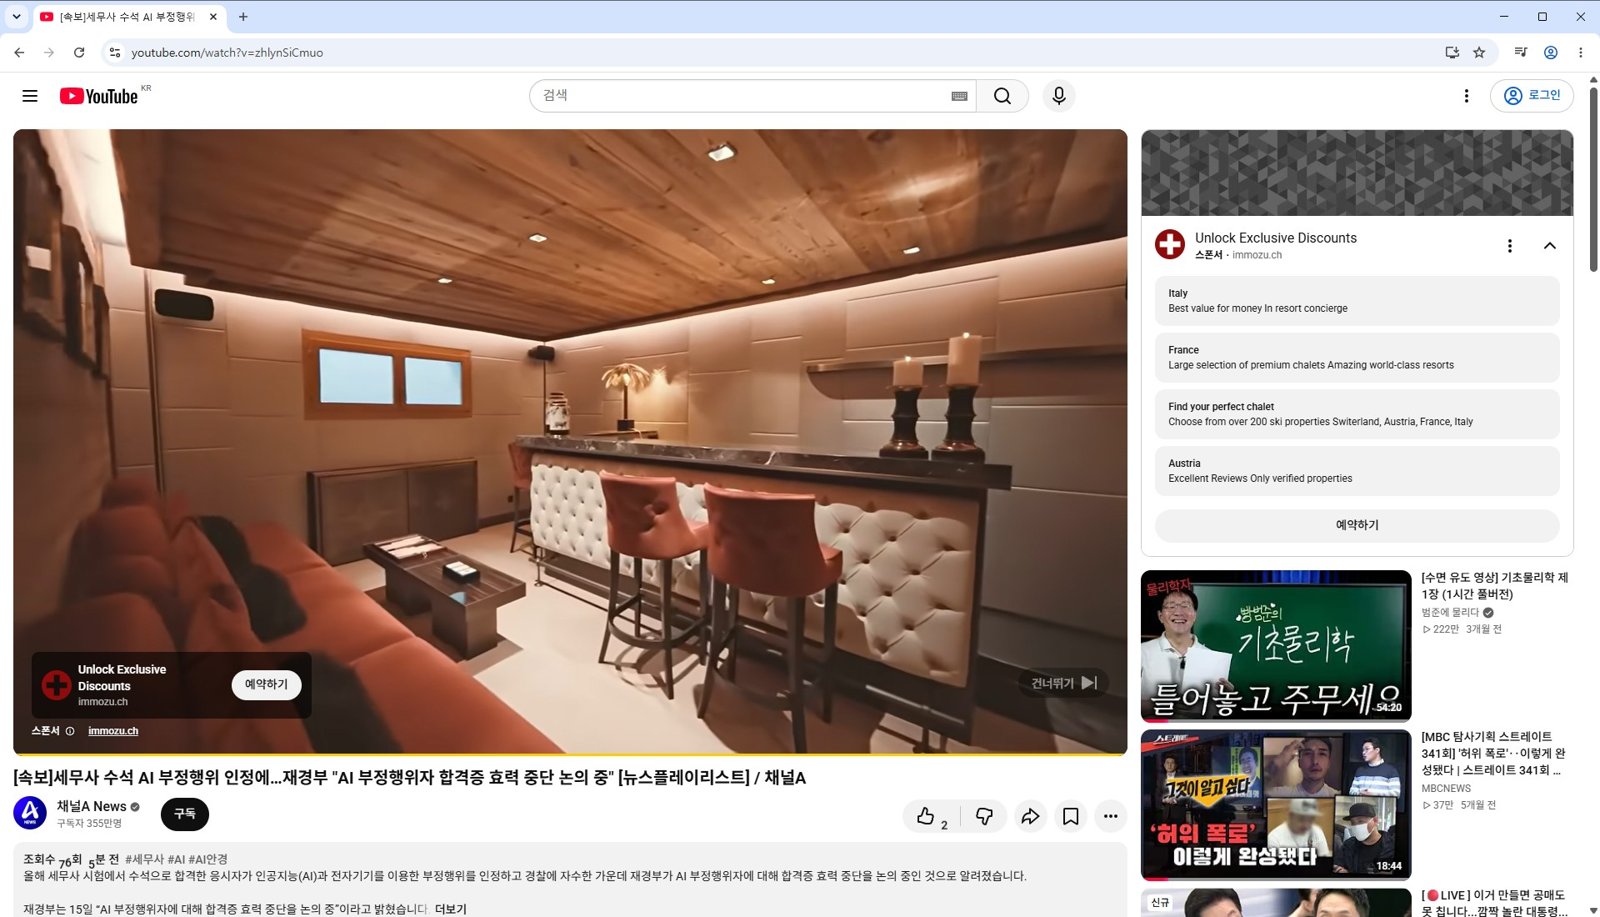 [속보]세무사 수석 AI 부정행위
youtube.com/watch?v=zhlynSiCmuo
YouTube KR
검색
로그인
Unlock Exclusive
Discounts
immozu.ch
예약하기
건너뛰기
스폰서
immozu.ch
[속보]세무사 수석 AI 부정행위 인정에...재경부 "AI 부정행위자 합격증 효력 중단 논의 중" [뉴스플레이리스트] / 채널A
채널A News
구독자 355만명
구독
2
조회수 76회 5분 전 #세무사 #AI #AI안경
올해 세무사 시험에서 수석으로 합격한 응시자가 인공지능(AI)과 전자기기를 이용한 부정행위를 인정하고 경찰에 자수한 가운데 재경부가 AI 부정행위자에 대해 합격증 효력 중단을 논의 중인 것으로 알려졌습니다.
재경부는 15일 “AI 부정행위자에 대해 합격증 효력 중단을 논의 중”이라고 밝혔습니다. 더보기
Unlock Exclusive Discounts
스폰서 · immozu.ch
Italy
Best value for money In resort concierge
France
Large selection of premium chalets Amazing world-class resorts
Find your perfect chalet
Choose from over 200 ski properties Switerland, Austria, France, Italy
Austria
Excellent Reviews Only verified properties
예약하기
물리학자
빵범준의
기초물리학
틀어놓고 주무세요
54:20
[수면 유도 영상] 기초물리학 제
1장 (1시간 풀버전)
범준에 물리다
222만 3개월 전
스트레이트
그것이 알고싶다
'허위 폭로'
이렇게 완성됐다
18:44
[MBC 탐사기획 스트레이트
341회] '허위 폭로'··이렇게 완
성됐다 | 스트레이트 341회 ...
MBCNEWS
37만 5개월 전
신규
[🔴LIVE] 이거 만들면 공매도
못 칩니다...깜짝 놀란 대통령...